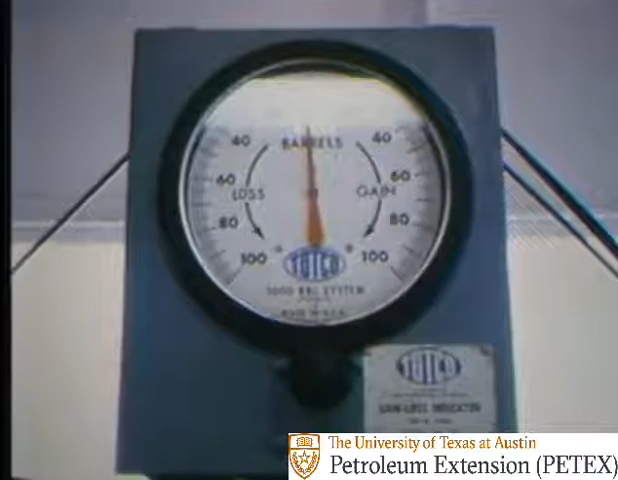 40 BARRELS 40
60 LOSS GAIN 60
80 80
100 100
TOTCO
1000 BBL SYSTEM
MADE IN U.S.A.
TOTCO
GAIN-LOSS INDICATOR
The University of Texas at Austin
Petroleum Extension (PETEX)